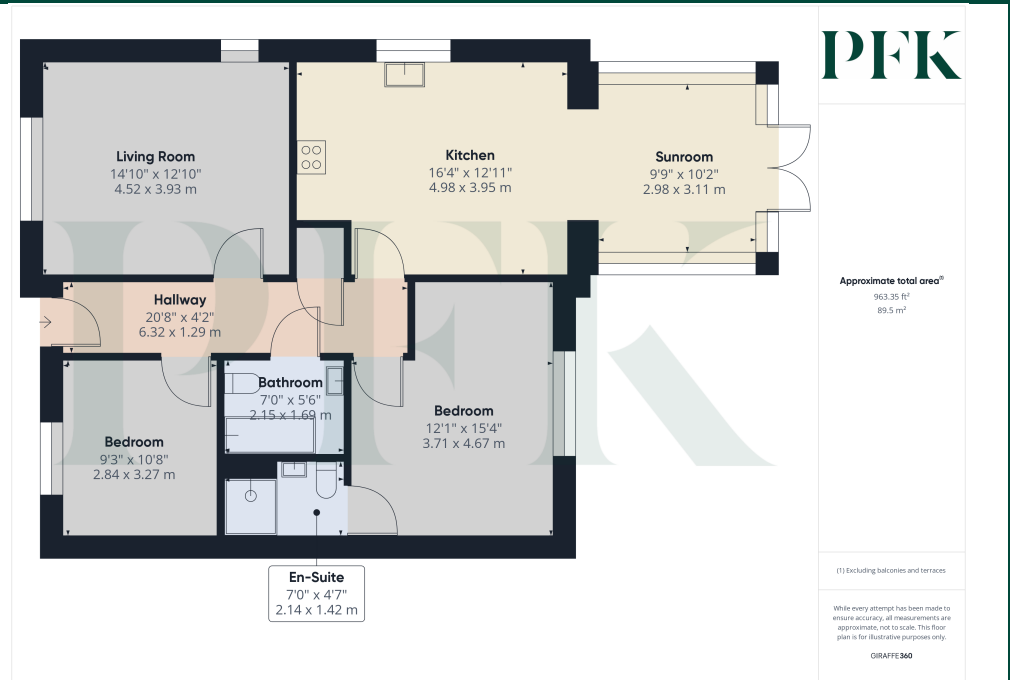 PFK
Living Room
14'10" x 12'10"
4.52 x 3.93 m
Kitchen
16'4" x 12'11"
4.98 x 3.95 m
Sunroom
9'9" x 10'2"
2.98 x 3.11 m
Hallway
20'8" x 4'2"
6.32 x 1.29 m
Bathroom
7'0" x 5'6"
2.15 x 1.69 m
Bedroom
12'1" x 15'4"
3.71 x 4.67 m
Bedroom
9'3" x 10'8"
2.84 x 3.27 m
En-Suite
7'0" x 4'7"
2.14 x 1.42 m
PFK
Approximate total area⁽¹⁾
963.35 ft²
89.5 m²
(1) Excluding balconies and terraces
While every attempt has been made to
ensure accuracy, all measurements are
approximate, not to scale. This floor
plan is for illustrative purposes only.
GIRAFFE360